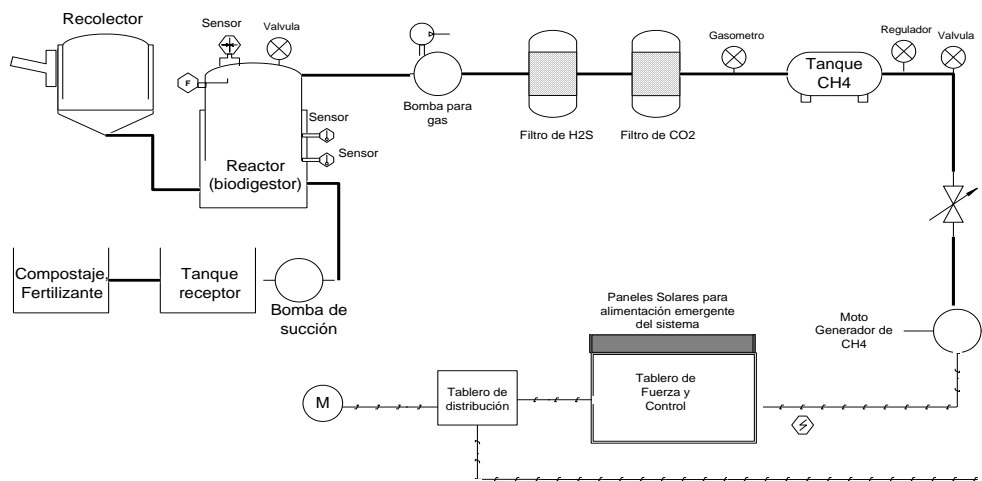 Recolector
Sensor
Valvula
F
Sensor
Sensor
Reactor
(biodigestor)
Bomba para
gas
Filtro de H2S
Filtro de CO2
Gasometro
Tanque
CH4
Regulador
Valvula
Compostaje,
Fertilizante
Tanque
receptor
Bomba de
succión
Paneles Solares para
alimentación emergente
del sistema
Moto
Generador de
CH4
M
Tablero de
distribución
Tablero de
Fuerza y
Control